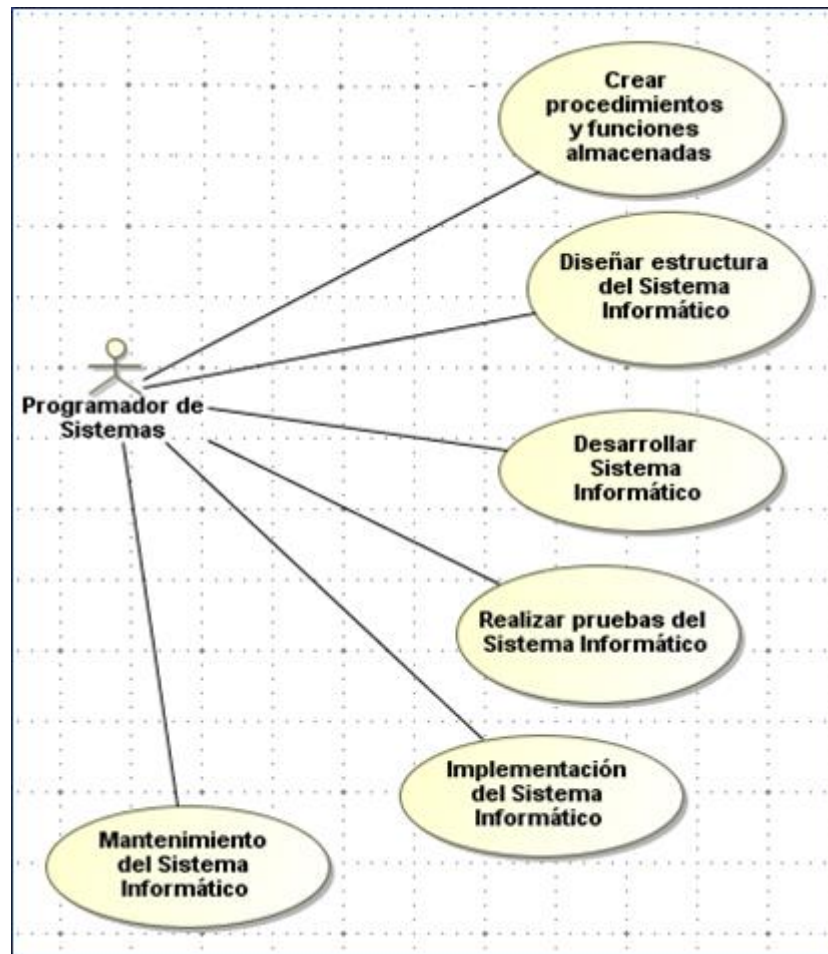 Crear
procedimientos
y funciones
almacenadas
Diseñar estructura
del Sistema
Informático
Programador de
Sistemas
Desarrollar
Sistema
Informático
Realizar pruebas del
Sistema Informático
Implementación
del Sistema
Informático
Mantenimiento
del Sistema
Informático